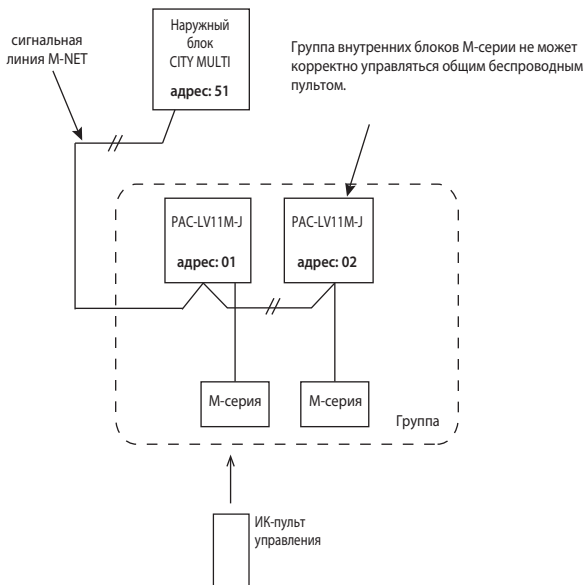 сигнальная
линия M-NET
Наружный
блок
CITY MULTI
адрес: 51
Группа внутренних блоков М-серии не может
корректно управляться общим беспроводным
пультом.
PAC-LV11M-J
адрес: 01
PAC-LV11M-J
адрес: 02
М-серия
М-серия
Группа
ИК-пульт
управления